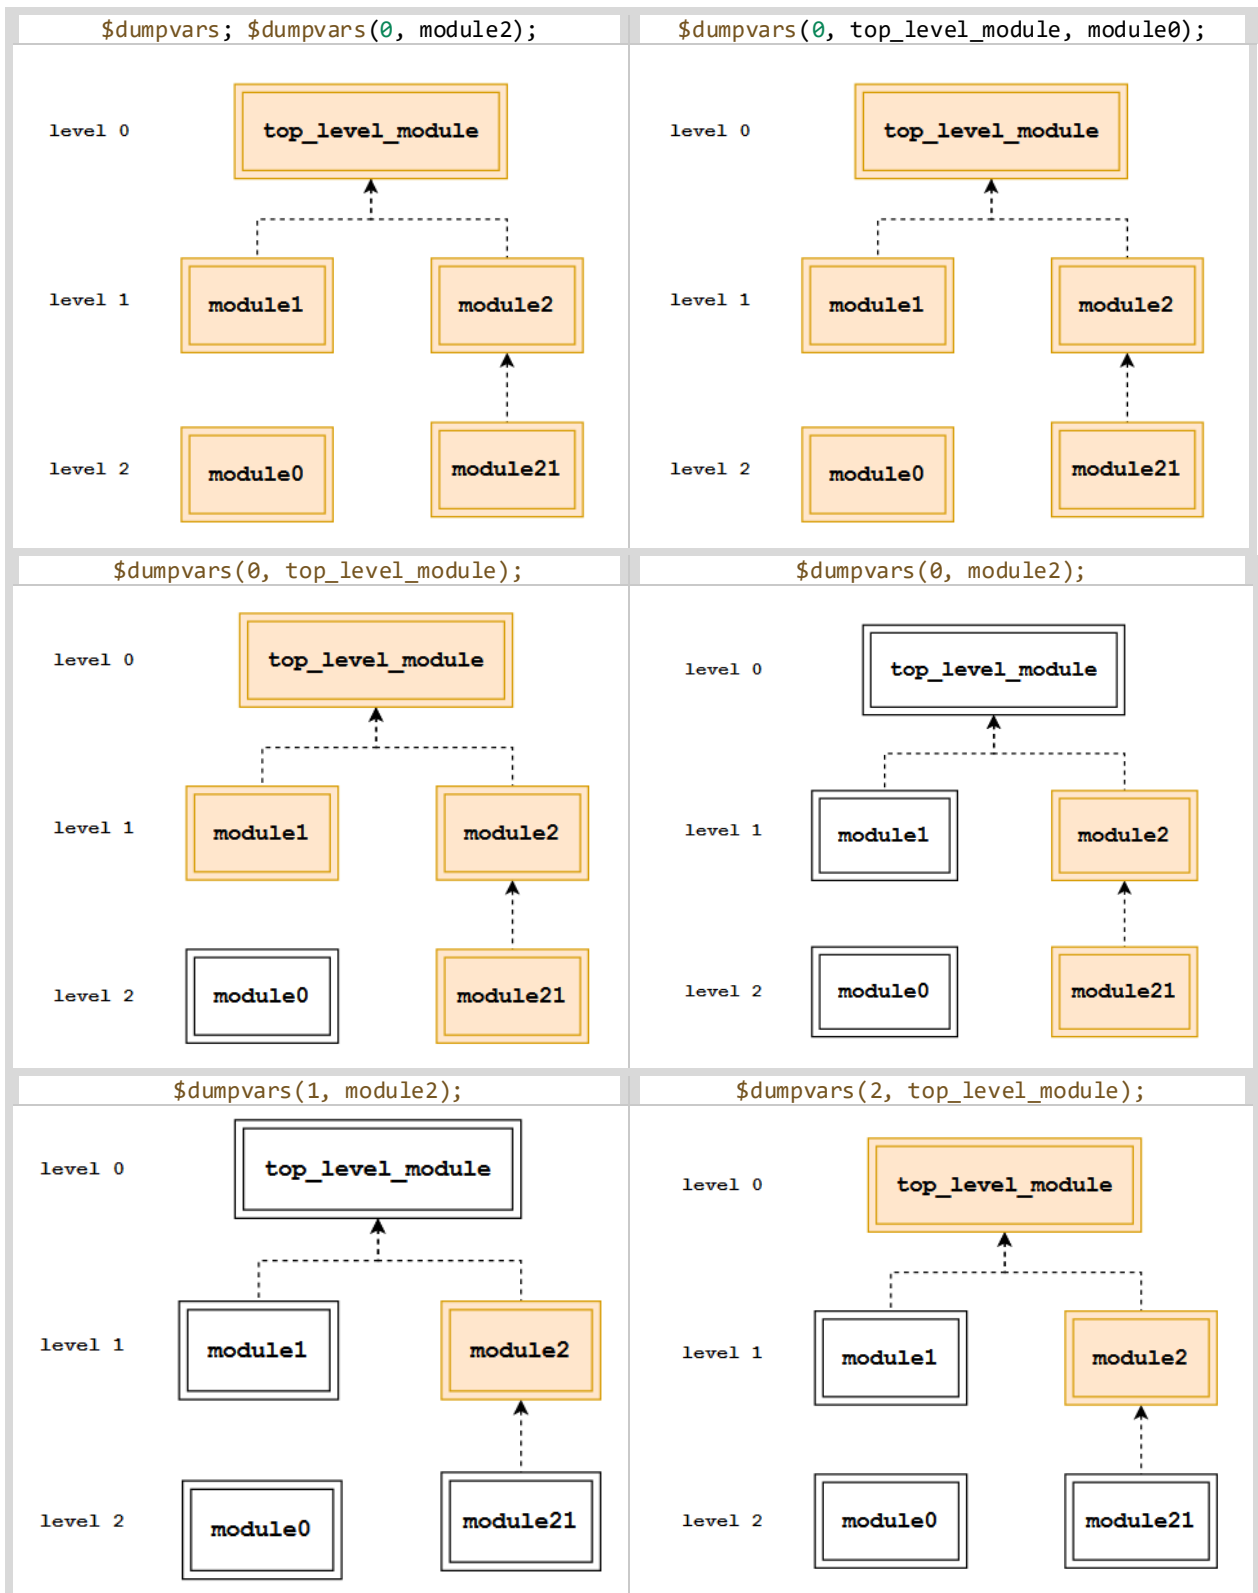 $dumpvars; $dumpvars(0, module2);
level 0
top_level_module
level 1
module1
module2
level 2
module0
module21
$dumpvars(0, top_level_module, module0);
level 0
top_level_module
level 1
module1
module2
level 2
module0
module21
$dumpvars(0, top_level_module);
level 0
top_level_module
level 1
module1
module2
level 2
module0
module21
$dumpvars(0, module2);
level 0
top_level_module
level 1
module1
module2
level 2
module0
module21
$dumpvars(1, module2);
level 0
top_level_module
level 1
module1
module2
level 2
module0
module21
$dumpvars(2, top_level_module);
level 0
top_level_module
level 1
module1
module2
level 2
module0
module21